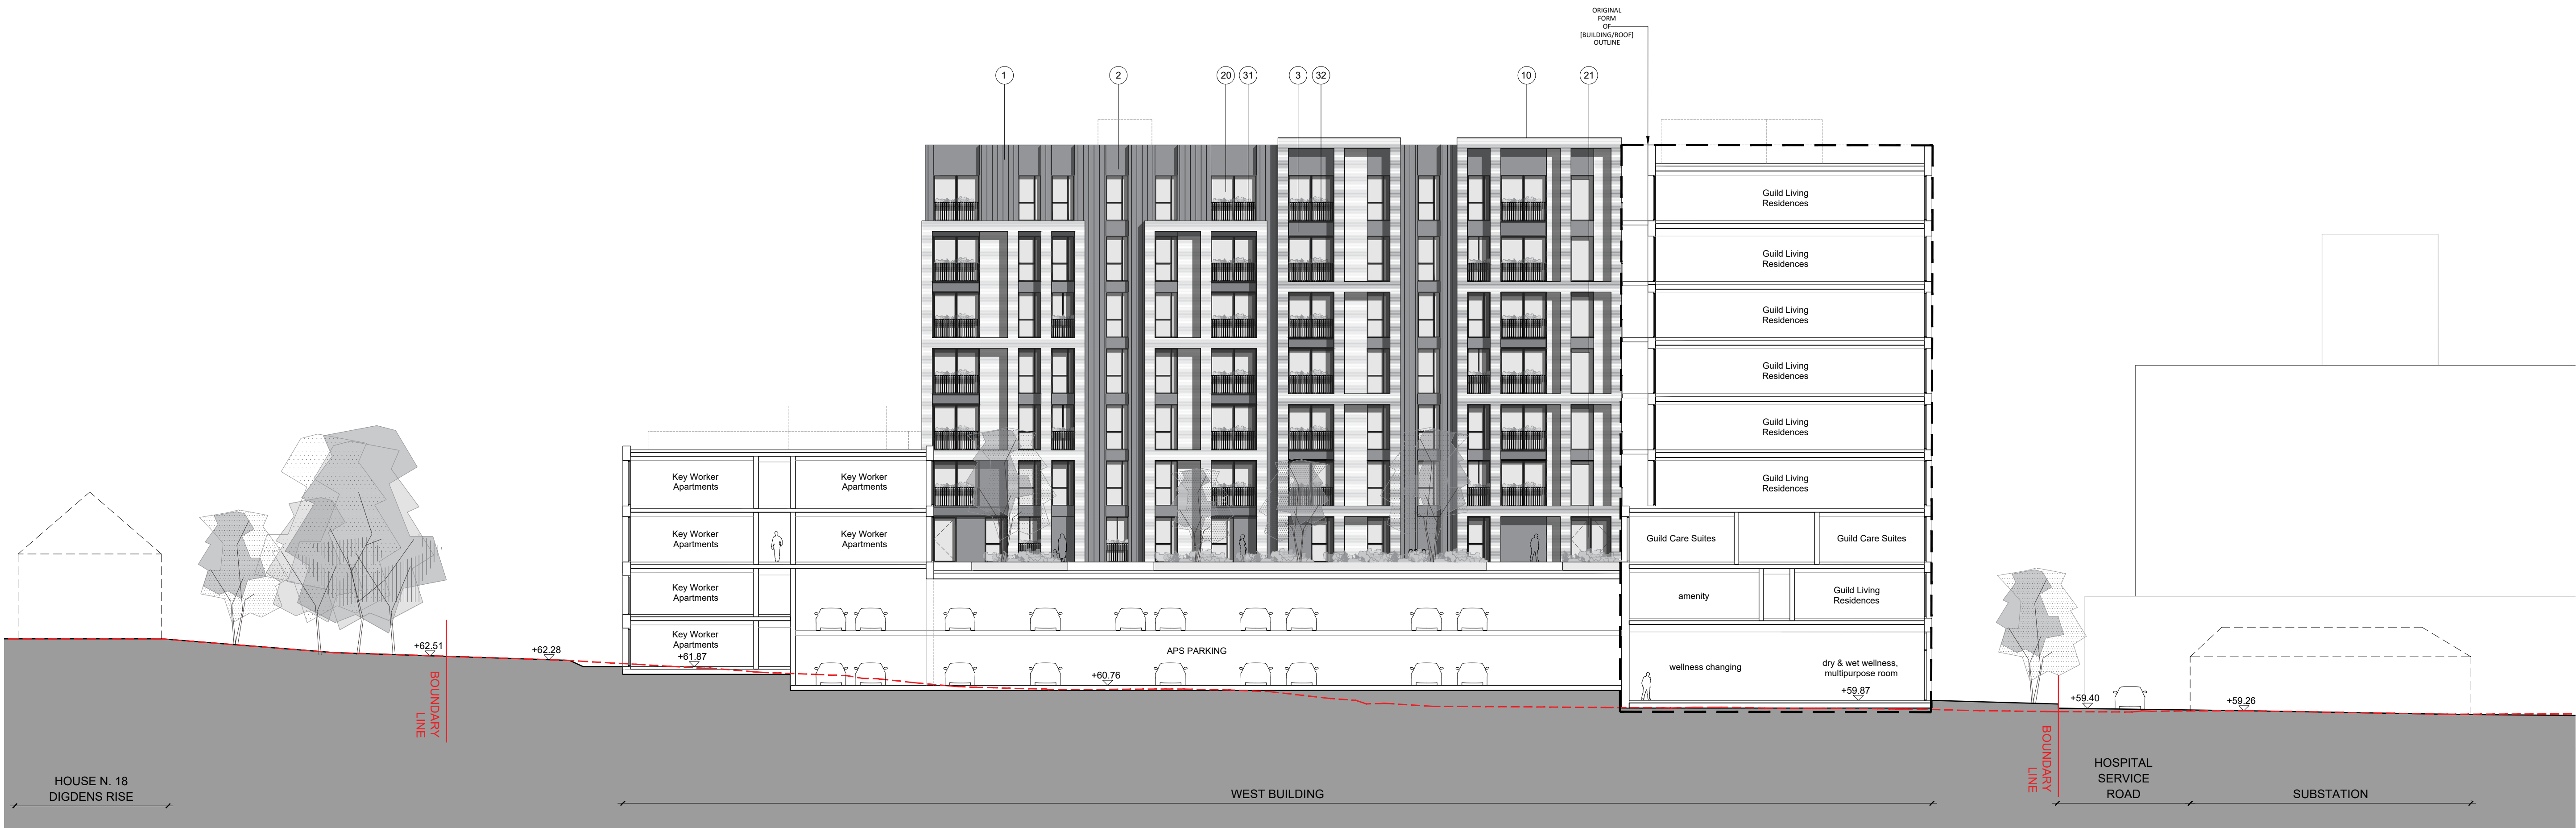 ORIGINAL
FORM
OF
[BUILDING/ROOF]
OUTLINE
1
2
20
31
3
32
10
21
Guild Living
Residences
Guild Living
Residences
Guild Living
Residences
Guild Living
Residences
Guild Living
Residences
Guild Living
Residences
Key Worker
Apartments
Key Worker
Apartments
Key Worker
Apartments
Key Worker
Apartments
Guild Care Suites
Guild Care Suites
Key Worker
Apartments
amenity
Guild Living
Residences
Key Worker
Apartments
+61.87
+62.51
+62.28
APS PARKING
+60.76
wellness changing
dry & wet wellness,
multipurpose room
+59.87
+59.40
+59.26
BOUNDARY
LINE
BOUNDARY
LINE
HOUSE N. 18
DIGDENS RISE
WEST BUILDING
HOSPITAL
SERVICE
ROAD
SUBSTATION